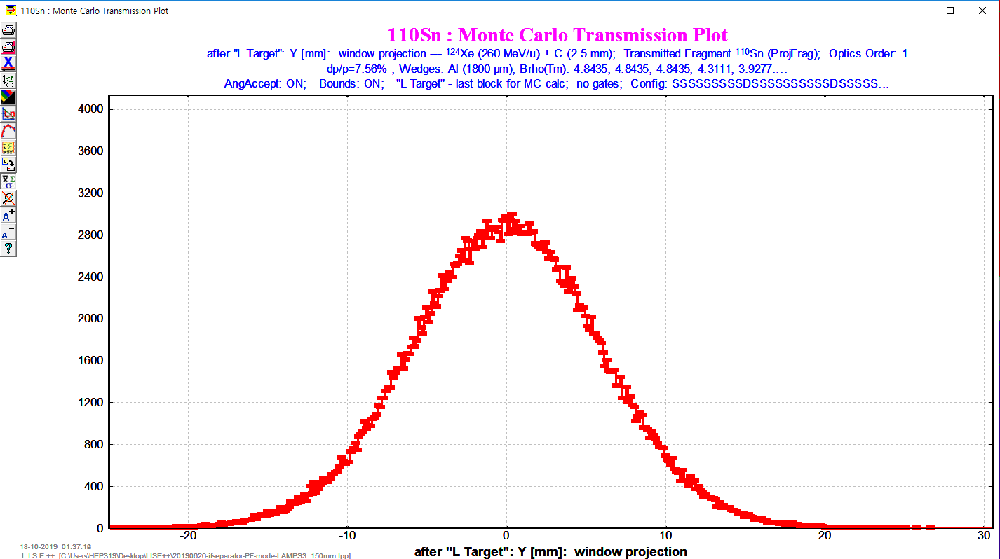 110Sn : Monte Carlo Transmission Plot
110Sn : Monte Carlo Transmission Plot
after "L Target": Y [mm]: window projection — ¹²⁴Xe (260 MeV/u) + C (2.5 mm); Transmitted Fragment ¹¹⁰Sn (ProjFrag); Optics Order: 1
dp/p=7.56% ; Wedges: Al (1800 µm); Brho(Tm): 4.8435, 4.8435, 4.8435, 4.3111, 3.9277....
AngAccept: ON; Bounds: ON; "L Target" - last block for MC calc; no gates; Config: SSSSSSSSSDSSSSSSSSSSDSSSSS...
4000
3600
3200
2800
2400
2000
1600
1200
800
400
0
-20 -10 0 10 20 30
after "L Target": Y [mm]: window projection
18-10-2019
L I S E ++ [C:\Users\HEP319\Desktop\LISE++\20190626-ifseparator-PF-mode-LAMPS3_150mm.lpp]